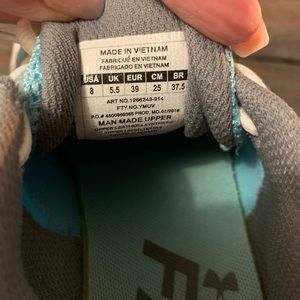 MADE IN VIETNAM
FABRIQUÉ EN VIETNAM
FABRICADO EN VIETNAM
USA UK EUR CM BR
8 5.5 39 25 37.5
ART NO.1266243-914
FTY NO.YMUV
MAN MADE UPPER